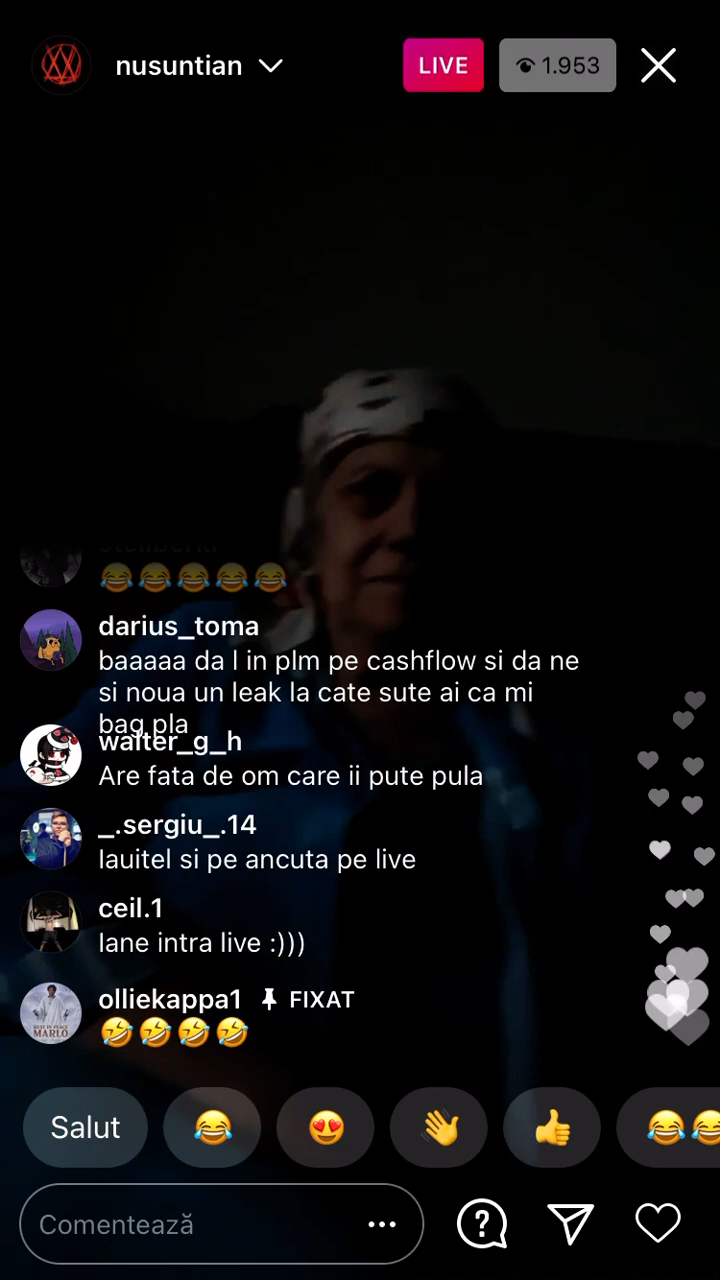 nusuntian
LIVE
1.953
😂😂😂😂😂
darius_toma
baaaaa da l in plm pe cashflow si da ne
si noua un leak la cate sute ai ca mi
bag pla
walter_g_h
Are fata de om care ii pute pula
_.sergiu_.14
Iauitel si pe ancuta pe live
ceil.1
Iane intra live :)))
olliekappa1 FIXAT
🤣🤣🤣🤣
Salut
Comentează